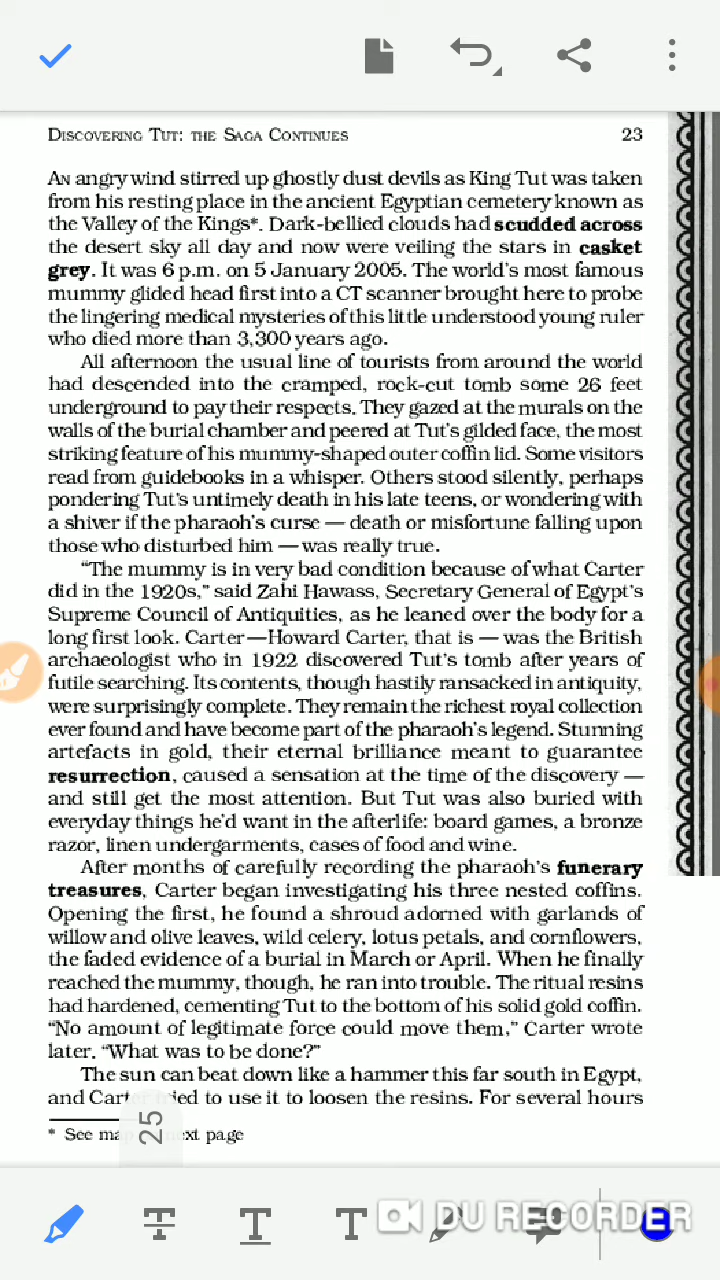 DISCOVERING TUT: THE SAGA CONTINUES 23
AN angry wind stirred up ghostly dust devils as King Tut was taken
from his resting place in the ancient Egyptian cemetery known as
the Valley of the Kings*. Dark-bellied clouds had scudded across
the desert sky all day and now were veiling the stars in casket
grey. It was 6 p.m. on 5 January 2005. The world's most famous
mummy glided head first into a CT scanner brought here to probe
the lingering medical mysteries of this little understood young ruler
who died more than 3,300 years ago.
All afternoon the usual line of tourists from around the world
had descended into the cramped, rock-cut tomb some 26 feet
underground to pay their respects. They gazed at the murals on the
walls of the burial chamber and peered at Tut's gilded face, the most
striking feature of his mummy-shaped outer coffin lid. Some visitors
read from guidebooks in a whisper. Others stood silently, perhaps
pondering Tut's untimely death in his late teens, or wondering with
a shiver if the pharaoh's curse — death or misfortune falling upon
those who disturbed him — was really true.
"The mummy is in very bad condition because of what Carter
did in the 1920s," said Zahi Hawass, Secretary General of Egypt's
Supreme Council of Antiquities, as he leaned over the body for a
long first look. Carter—Howard Carter, that is — was the British
archaeologist who in 1922 discovered Tut's tomb after years of
futile searching. Its contents, though hastily ransacked in antiquity,
were surprisingly complete. They remain the richest royal collection
ever found and have become part of the pharaoh's legend. Stunning
artefacts in gold, their eternal brilliance meant to guarantee
resurrection, caused a sensation at the time of the discovery —
and still get the most attention. But Tut was also buried with
everyday things he'd want in the afterlife: board games, a bronze
razor, linen undergarments, cases of food and wine.
After months of carefully recording the pharaoh's funerary
treasures, Carter began investigating his three nested coffins.
Opening the first, he found a shroud adorned with garlands of
willow and olive leaves, wild celery, lotus petals, and cornflowers,
the faded evidence of a burial in March or April. When he finally
reached the mummy, though, he ran into trouble. The ritual resins
had hardened, cementing Tut to the bottom of his solid gold coffin.
"No amount of legitimate force could move them," Carter wrote
later. "What was to be done?"
The sun can beat down like a hammer this far south in Egypt,
and to use it to loosen the resins. For several hours
* See page
25
T T T
DU RECORDER